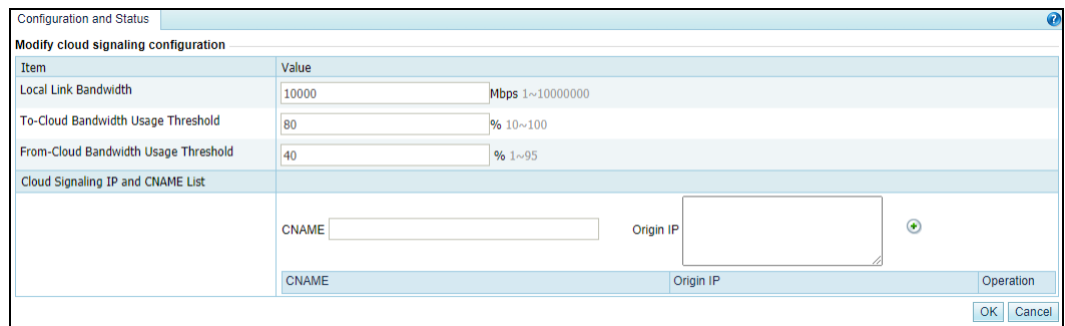 Configuration and Status
Modify cloud signaling configuration
Item Value
Local Link Bandwidth 10000 Mbps 1~10000000
To-Cloud Bandwidth Usage Threshold 80 % 10~100
From-Cloud Bandwidth Usage Threshold 40 % 1~95
Cloud Signaling IP and CNAME List
CNAME Origin IP
CNAME Origin IP Operation
OK Cancel